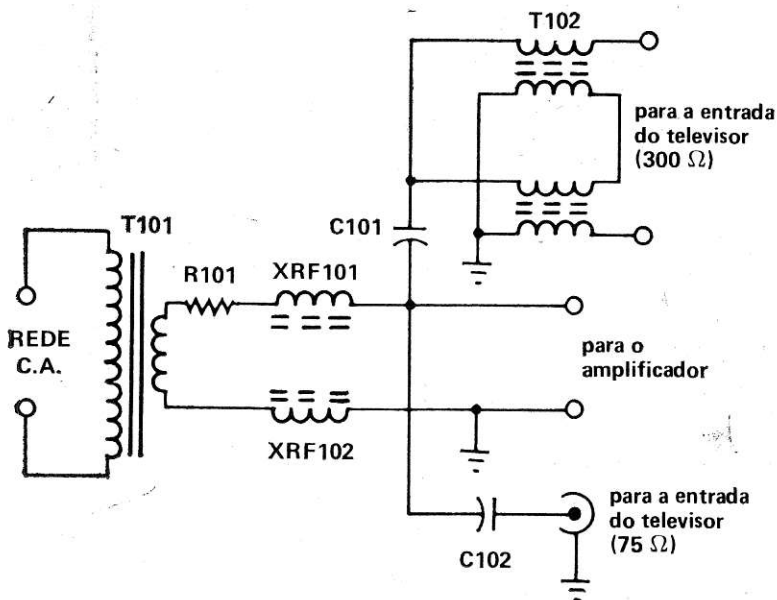 T102
para a entrada
do televisor
(300 Ω)
T101
C101
R101
XRF101
REDE
C.A.
para o
amplificador
XRF102
para a entrada
do televisor
(75 Ω)
C102